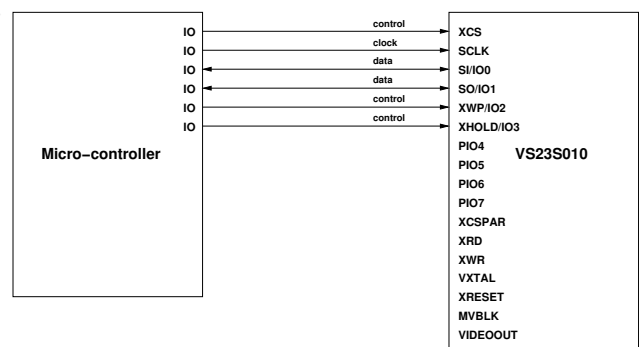 control
IO XCS
clock
IO SCLK
data
IO SI/IO0
data
IO SO/IO1
control
IO XWP/IO2
control
IO XHOLD/IO3
PIO4
Micro-controller VS23S010
PIO5
PIO6
PIO7
XCSPAR
XRD
XWR
VXTAL
XRESET
MVBLK
VIDEOOUT